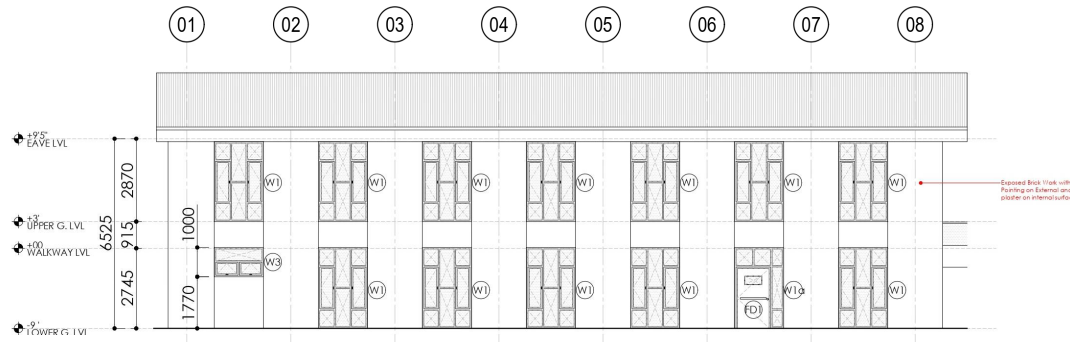 01 02 03 04 05 06 07 08
+9'5"
EAVE LVL
2870
W1 W1 W1 W1 W1 W1 W1
Exposed Brick Work with
Pointing on External and
plaster on internal surfa
+3'
UPPER G. LVL
6525
915
1000
+00
WALKWAY LVL
W3
2745
1770
W1 W1 W1 W1 W1a W1
FD1
-9'
LOWER G. LVL